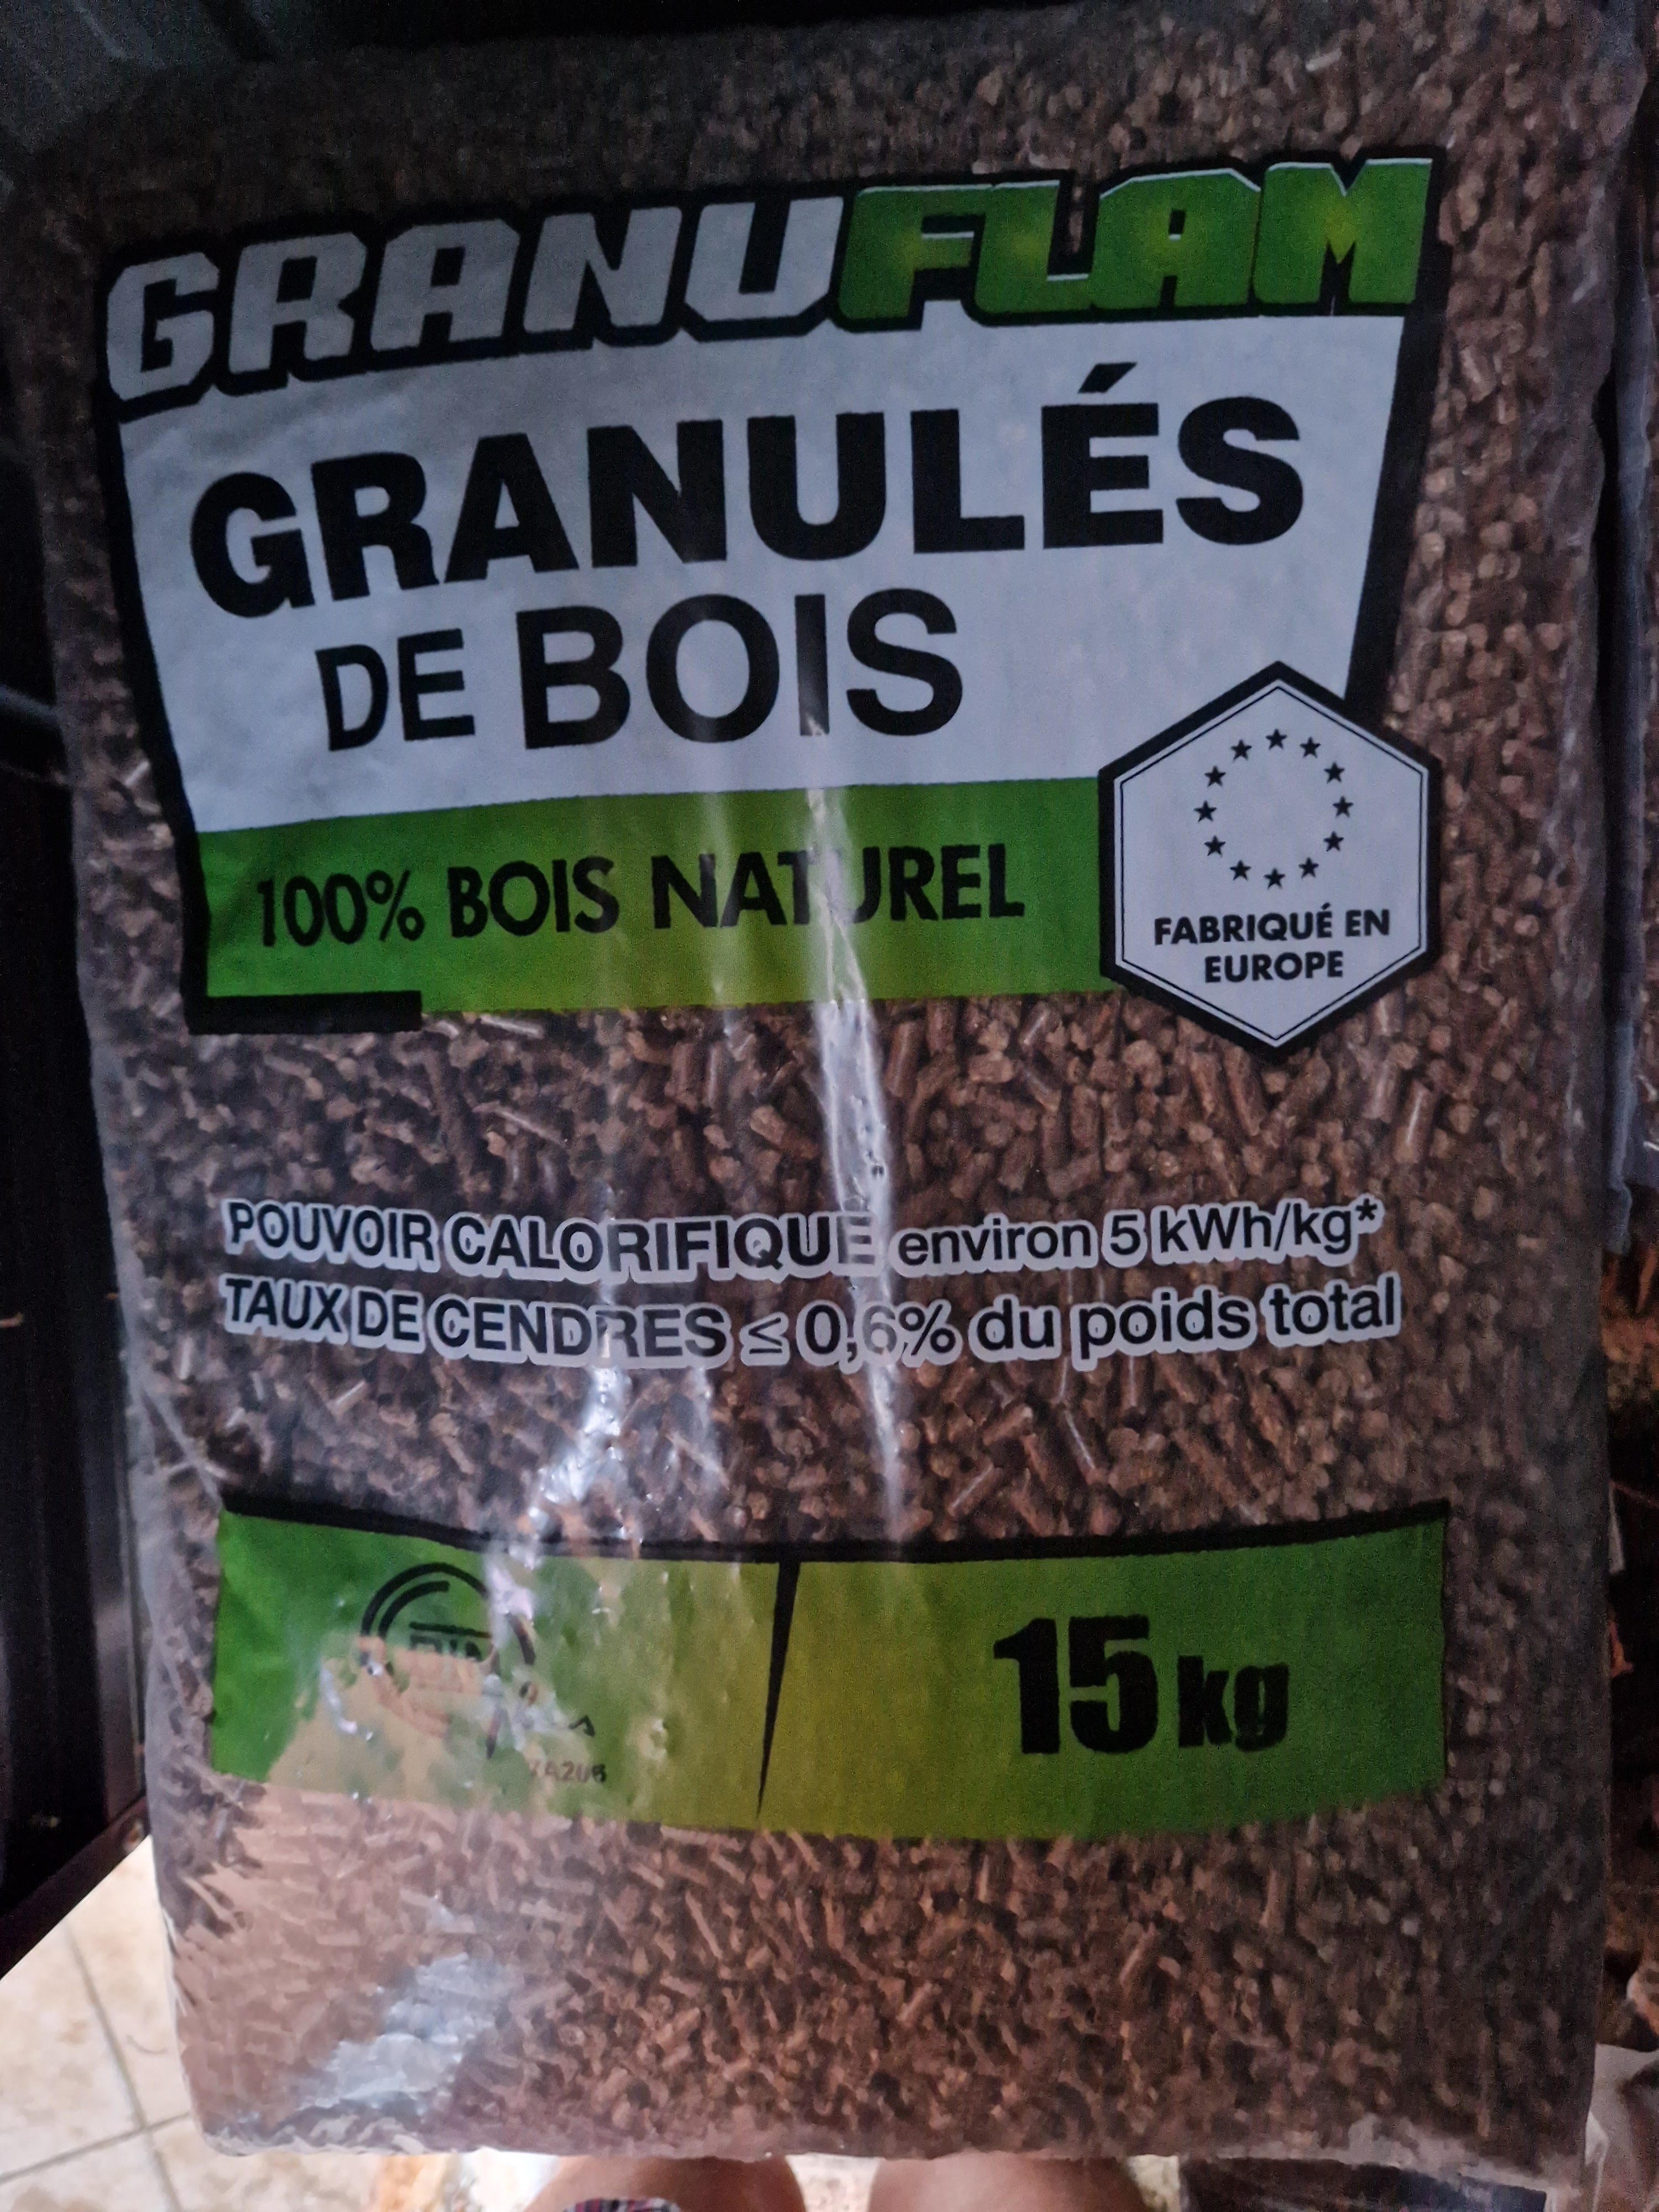 GRANUFLAM
GRANULÉS
DE BOIS
100% BOIS NATUREL
FABRIQUÉ EN
EUROPE
POUVOIR CALORIFIQUE environ 5 kWh/kg*
TAUX DE CENDRES ≤ 0,6% du poids total
DIN
15 kg